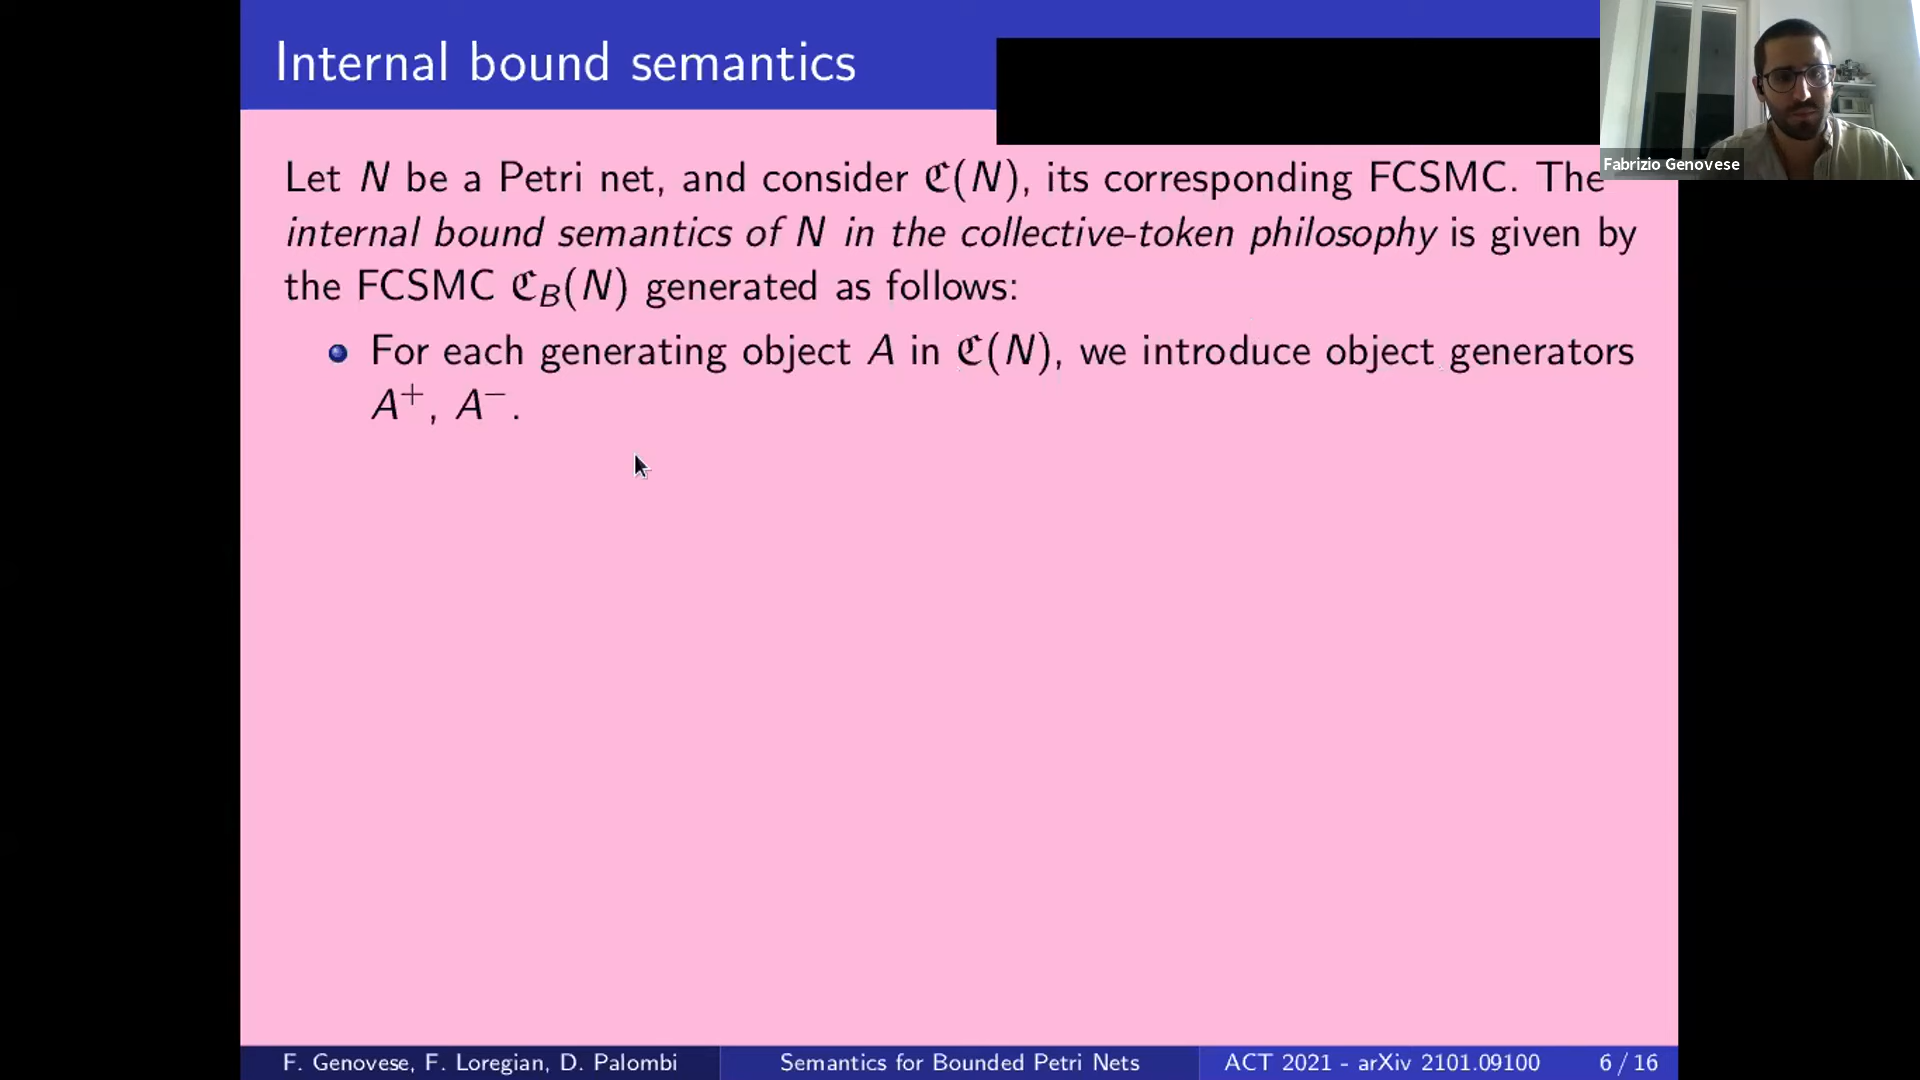 Internal bound semantics
Fabrizio Genovese
Let N be a Petri net, and consider ℭ(N), its corresponding FCSMC. The
internal bound semantics of N in the collective-token philosophy is given by
the FCSMC ℭ_B(N) generated as follows:
For each generating object A in ℭ(N), we introduce object generators
A⁺, A⁻.
F. Genovese, F. Loregian, D. Palombi Semantics for Bounded Petri Nets ACT 2021 - arXiv 2101.09100 6 / 16